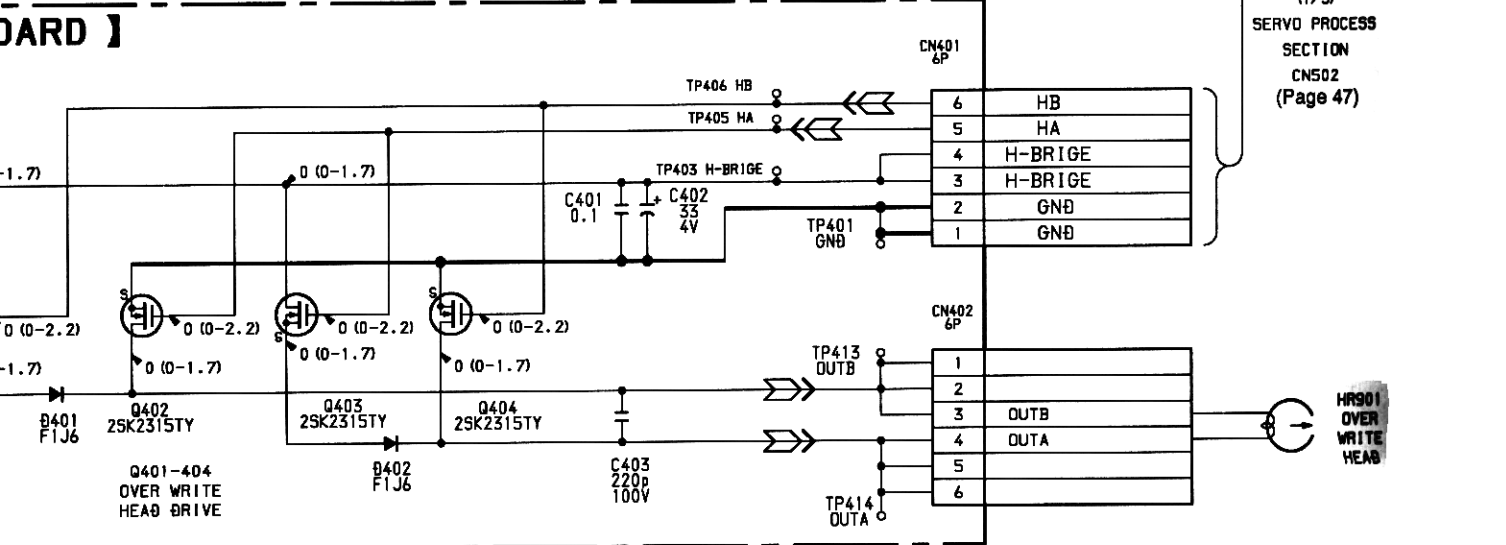 OARD 】
SERVO PROCESS
SECTION
CN502
(Page 47)
CN401
6P
TP406 HB
TP405 HA
TP403 H-BRIGE
6 HB
5 HA
4 H-BRIGE
3 H-BRIGE
2 GND
1 GND
-1.7)
0 (0-1.7)
C401
0.1
+ C402
33
4V
TP401
GND
S
S
S
0 (0-2.2)
0 (0-2.2)
0 (0-2.2)
0 (0-2.2)
-1.7)
0 (0-1.7)
0 (0-1.7)
0 (0-1.7)
CN402
6P
TP413
OUTB
1
2
3 OUTB
4 OUTA
5
6
D401
F1J6
Q402
2SK2315TY
Q403
2SK2315TY
Q404
2SK2315TY
D402
F1J6
C403
220p
100V
TP414
OUTA
Q401-404
OVER WRITE
HEAD DRIVE
HR901
OVER
WRITE
HEAD